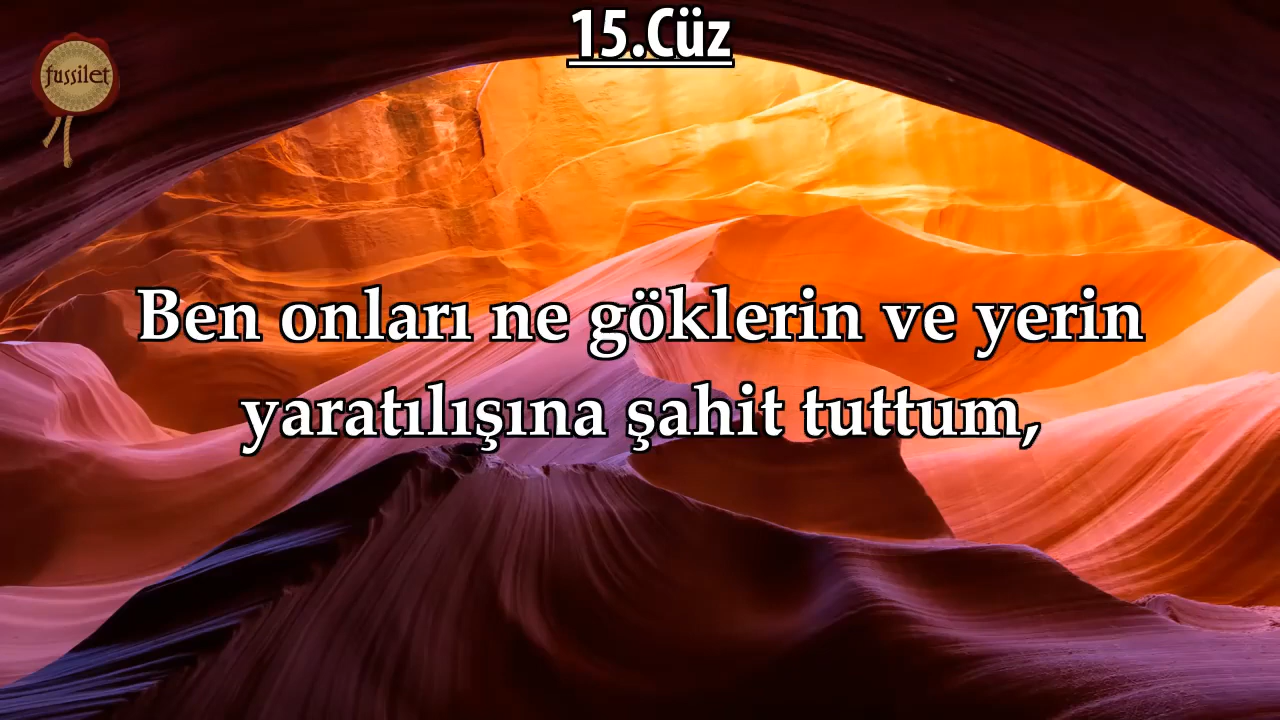 15.Cüz
fussilet
Ben onları ne göklerin ve yerin
yaratılışına şahit tuttum,